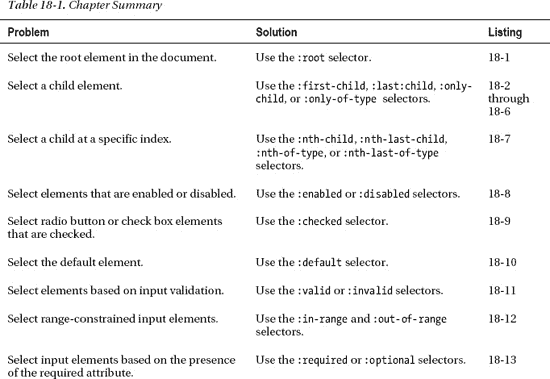 Table 18-1. Chapter Summary
Problem Solution Listing
Select the root element in the document. Use the :root selector. 18-1
Select a child element. Use the :first-child, :last:child, :only-
child, or :only-of-type selectors. 18-2
through
18-6
Select a child at a specific index. Use the :nth-child, :nth-last-child,
:nth-of-type, or :nth-last-of-type
selectors. 18-7
Select elements that are enabled or disabled. Use the :enabled or :disabled selectors. 18-8
Select radio button or check box elements
that are checked. Use the :checked selector. 18-9
Select the default element. Use the :default selector. 18-10
Select elements based on input validation. Use the :valid or :invalid selectors. 18-11
Select range-constrained input elements. Use the :in-range and :out-of-range
selectors. 18-12
Select input elements based on the presence
of the required attribute. Use the :required or :optional selectors. 18-13